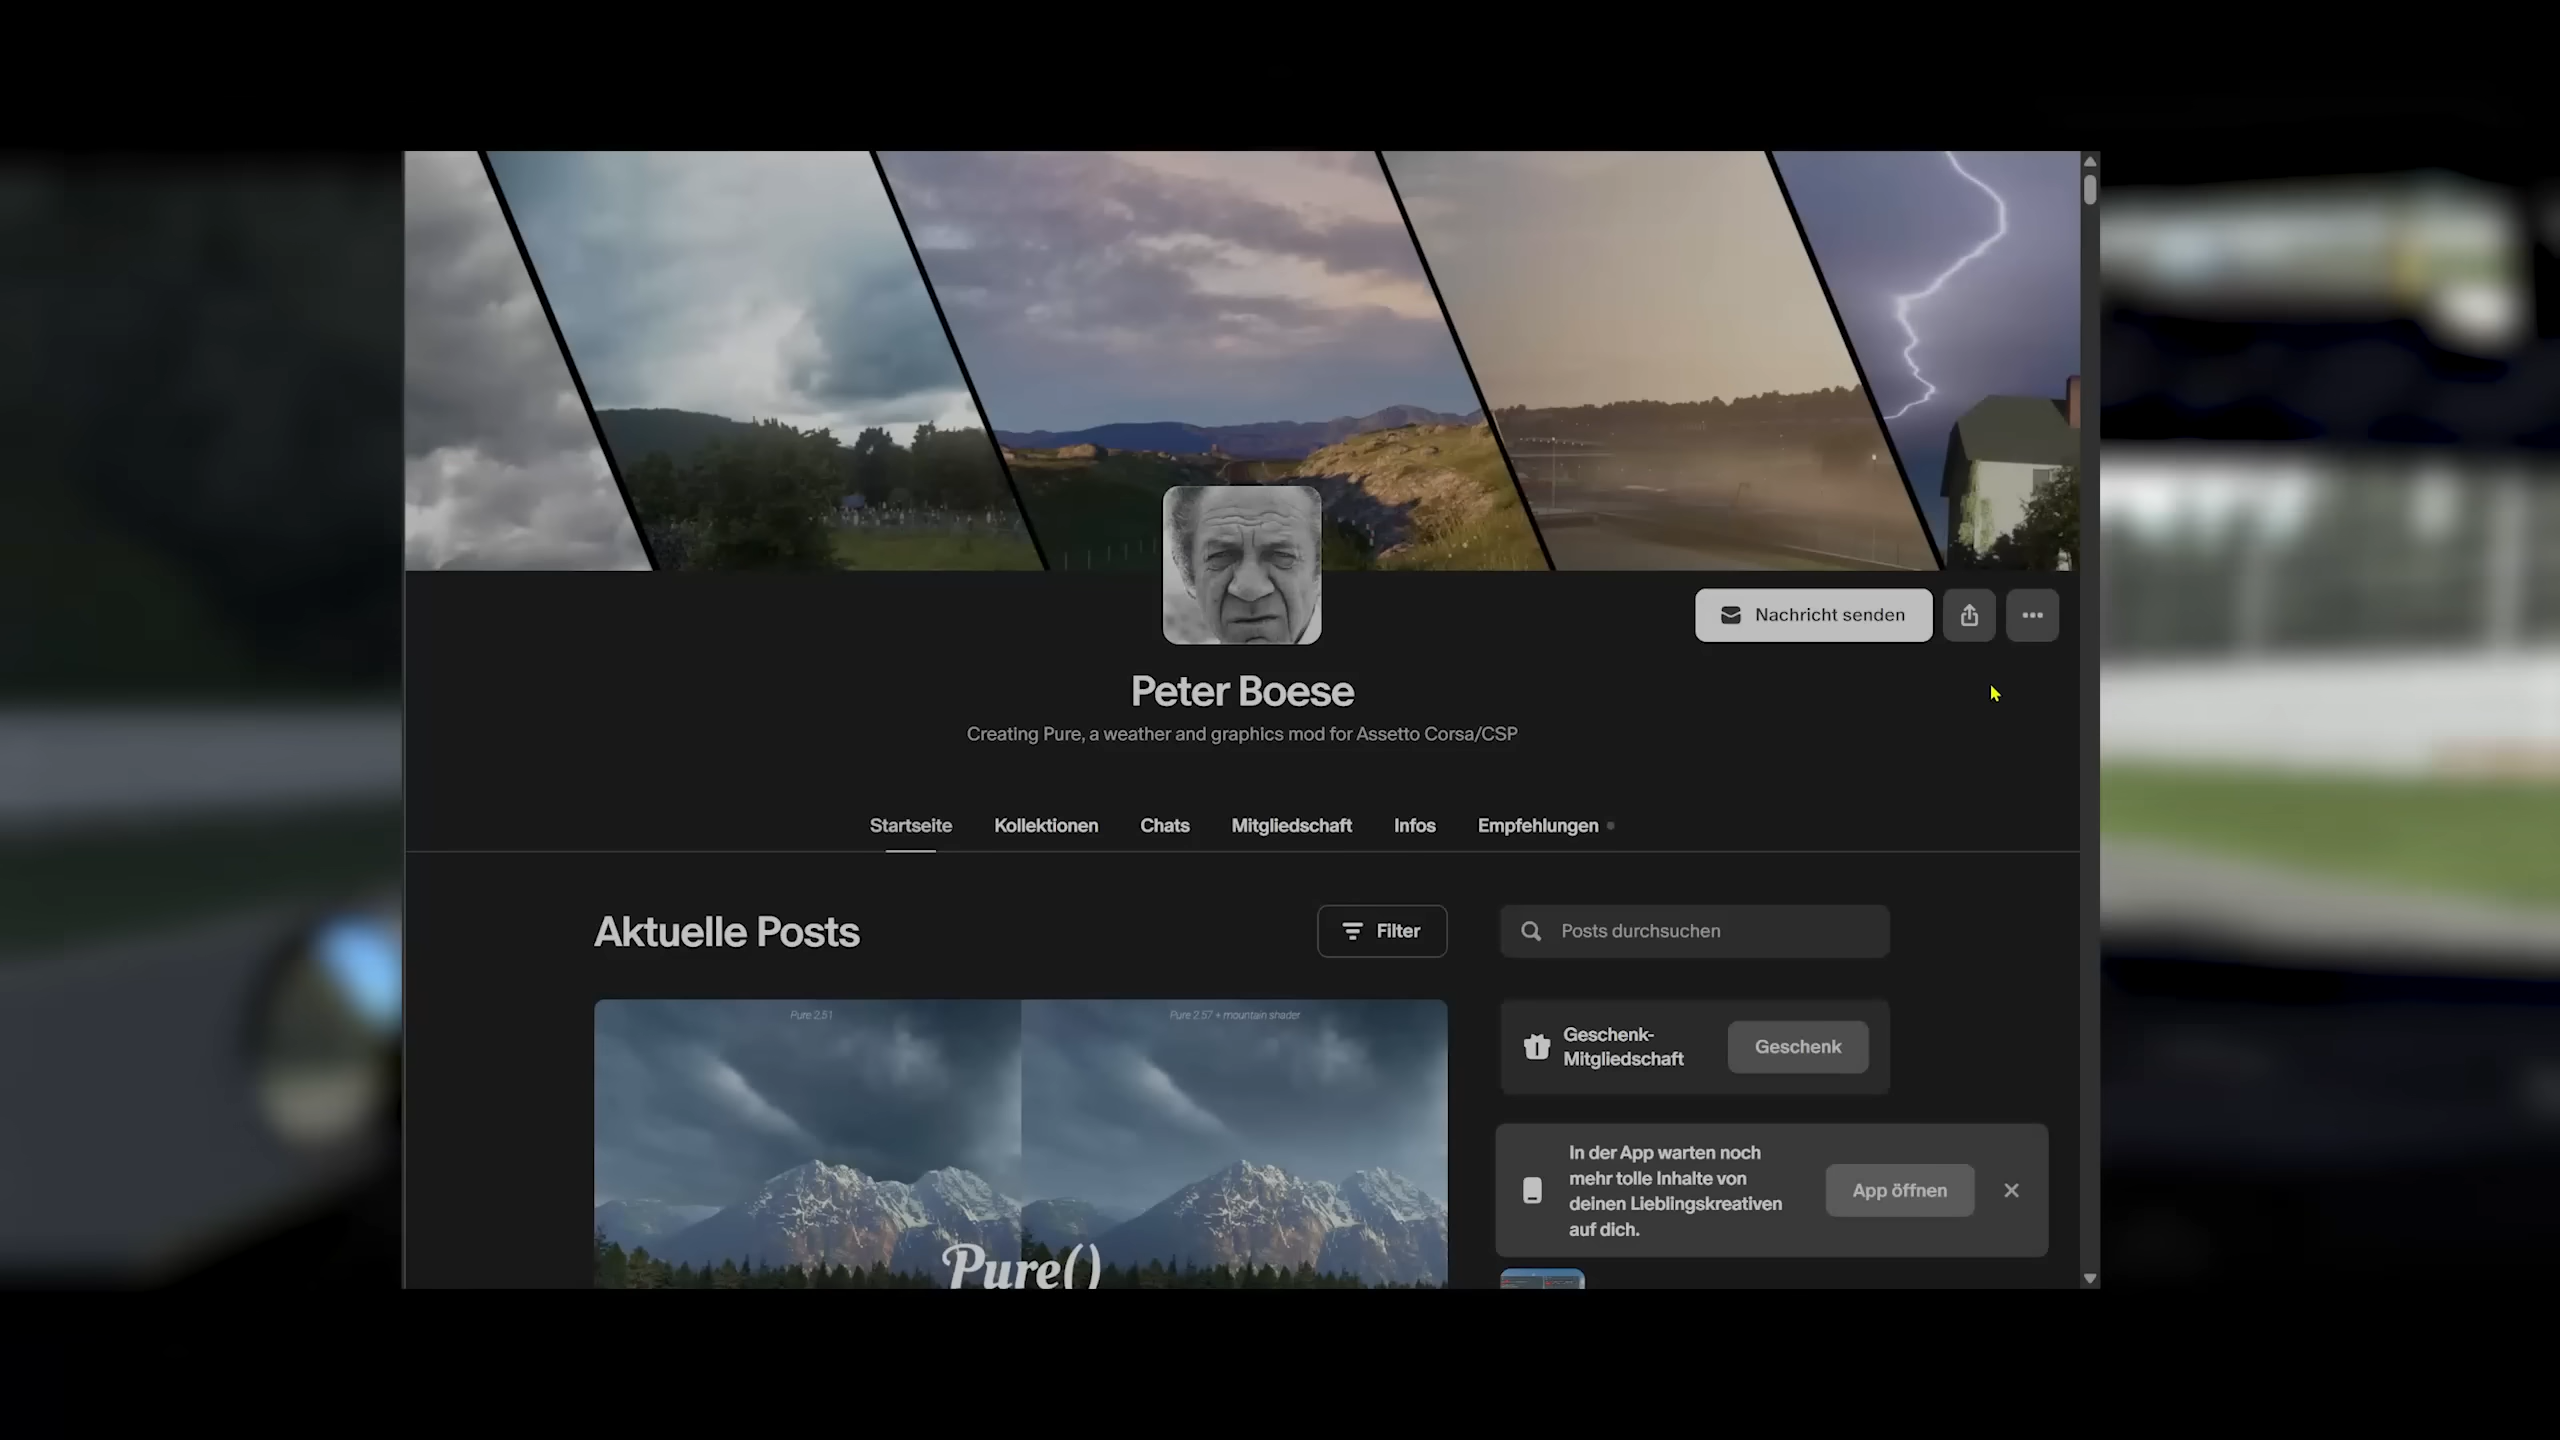 Nachricht senden
Peter Boese
Creating Pure, a weather and graphics mod for Assetto Corsa/CSP
Startseite
Kollektionen
Chats
Mitgliedschaft
Infos
Empfehlungen
Aktuelle Posts
Filter
Posts durchsuchen
Pure 2.51
Pure 2.57 + mountain shader
Pure()
Geschenk-
Mitgliedschaft
Geschenk
In der App warten noch
mehr tolle Inhalte von
deinen Lieblingskreativen
auf dich.
App öffnen